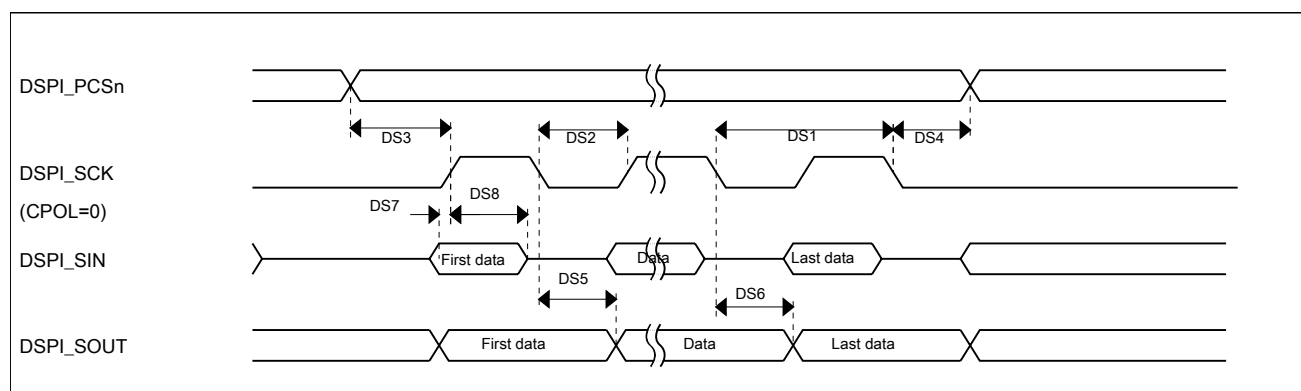 DSPI_PCSn
DS3 DS2 DS1 DS4
DSPI_SCK
DS7 DS8
(CPOL=0)
DSPI_SIN First data Data Last data
DS5 DS6
DSPI_SOUT First data Data Last data